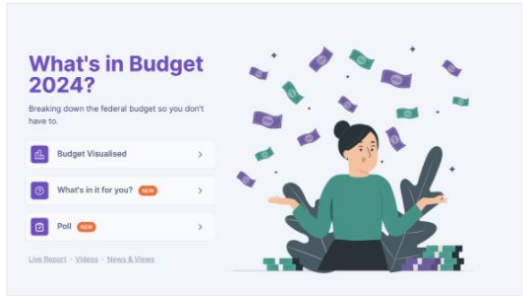 What's in Budget
2024?
Breaking down the federal budget so you don't
have to.
Budget Visualised
What's in it for you? NEW
Poll NEW
Live Report · Videos · News & Views